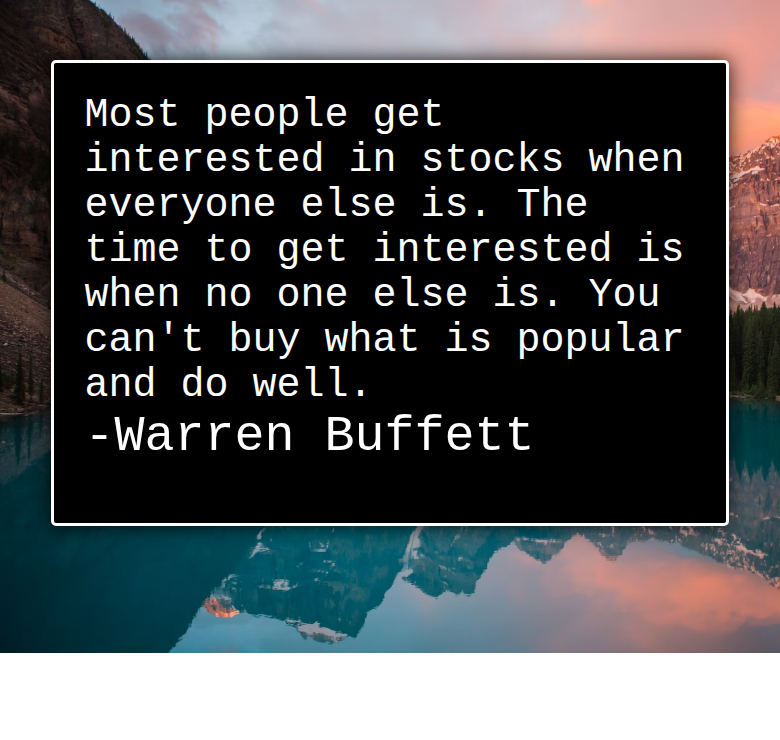 Most people get
interested in stocks when
everyone else is. The
time to get interested is
when no one else is. You
can't buy what is popular
and do well.
-Warren Buffett